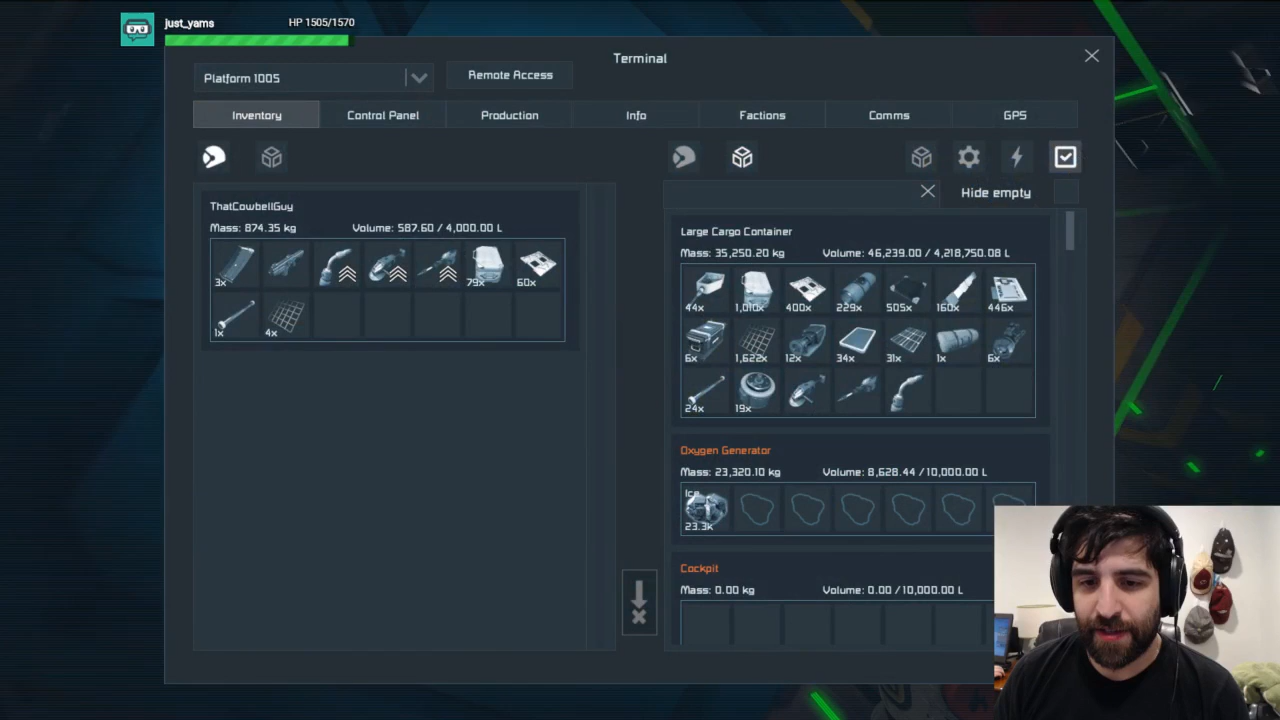 just_yams HP 1505/1570
Terminal
Platform 1005
Remote Access
Inventory Control Panel Production Info Factions Comms GPS
Hide empty
ThatCowbellGuy
Mass: 874.35 kg Volume: 587.60 / 4,000.00 L
3x 79x 60x
1x 4x
Large Cargo Container
Mass: 35,250.20 kg Volume: 46,239.00 / 4,218,750.08 L
44x 1,010x 400x 229x 505x 160x 446x
6x 1,622x 12x 34x 31x 1x 6x
24x 19x
Oxygen Generator
Mass: 23,320.10 kg Volume: 8,628.44 / 10,000.00 L
Ice
23.3k
Cockpit
Mass: 0.00 kg Volume: 0.00 / 10,000.00 L